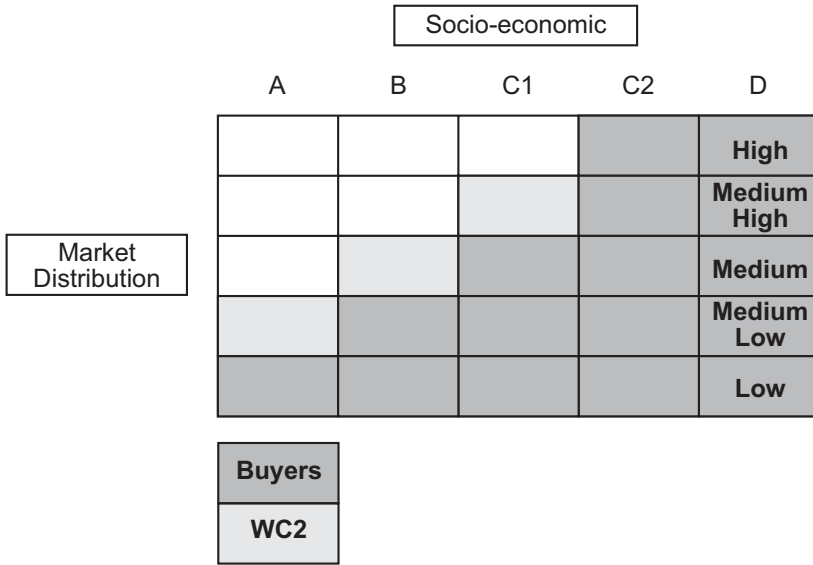 Socio-economic
A B C1 C2 D
High
Medium
High
Market
Distribution
Medium
Medium
Low
Low
Buyers
WC2